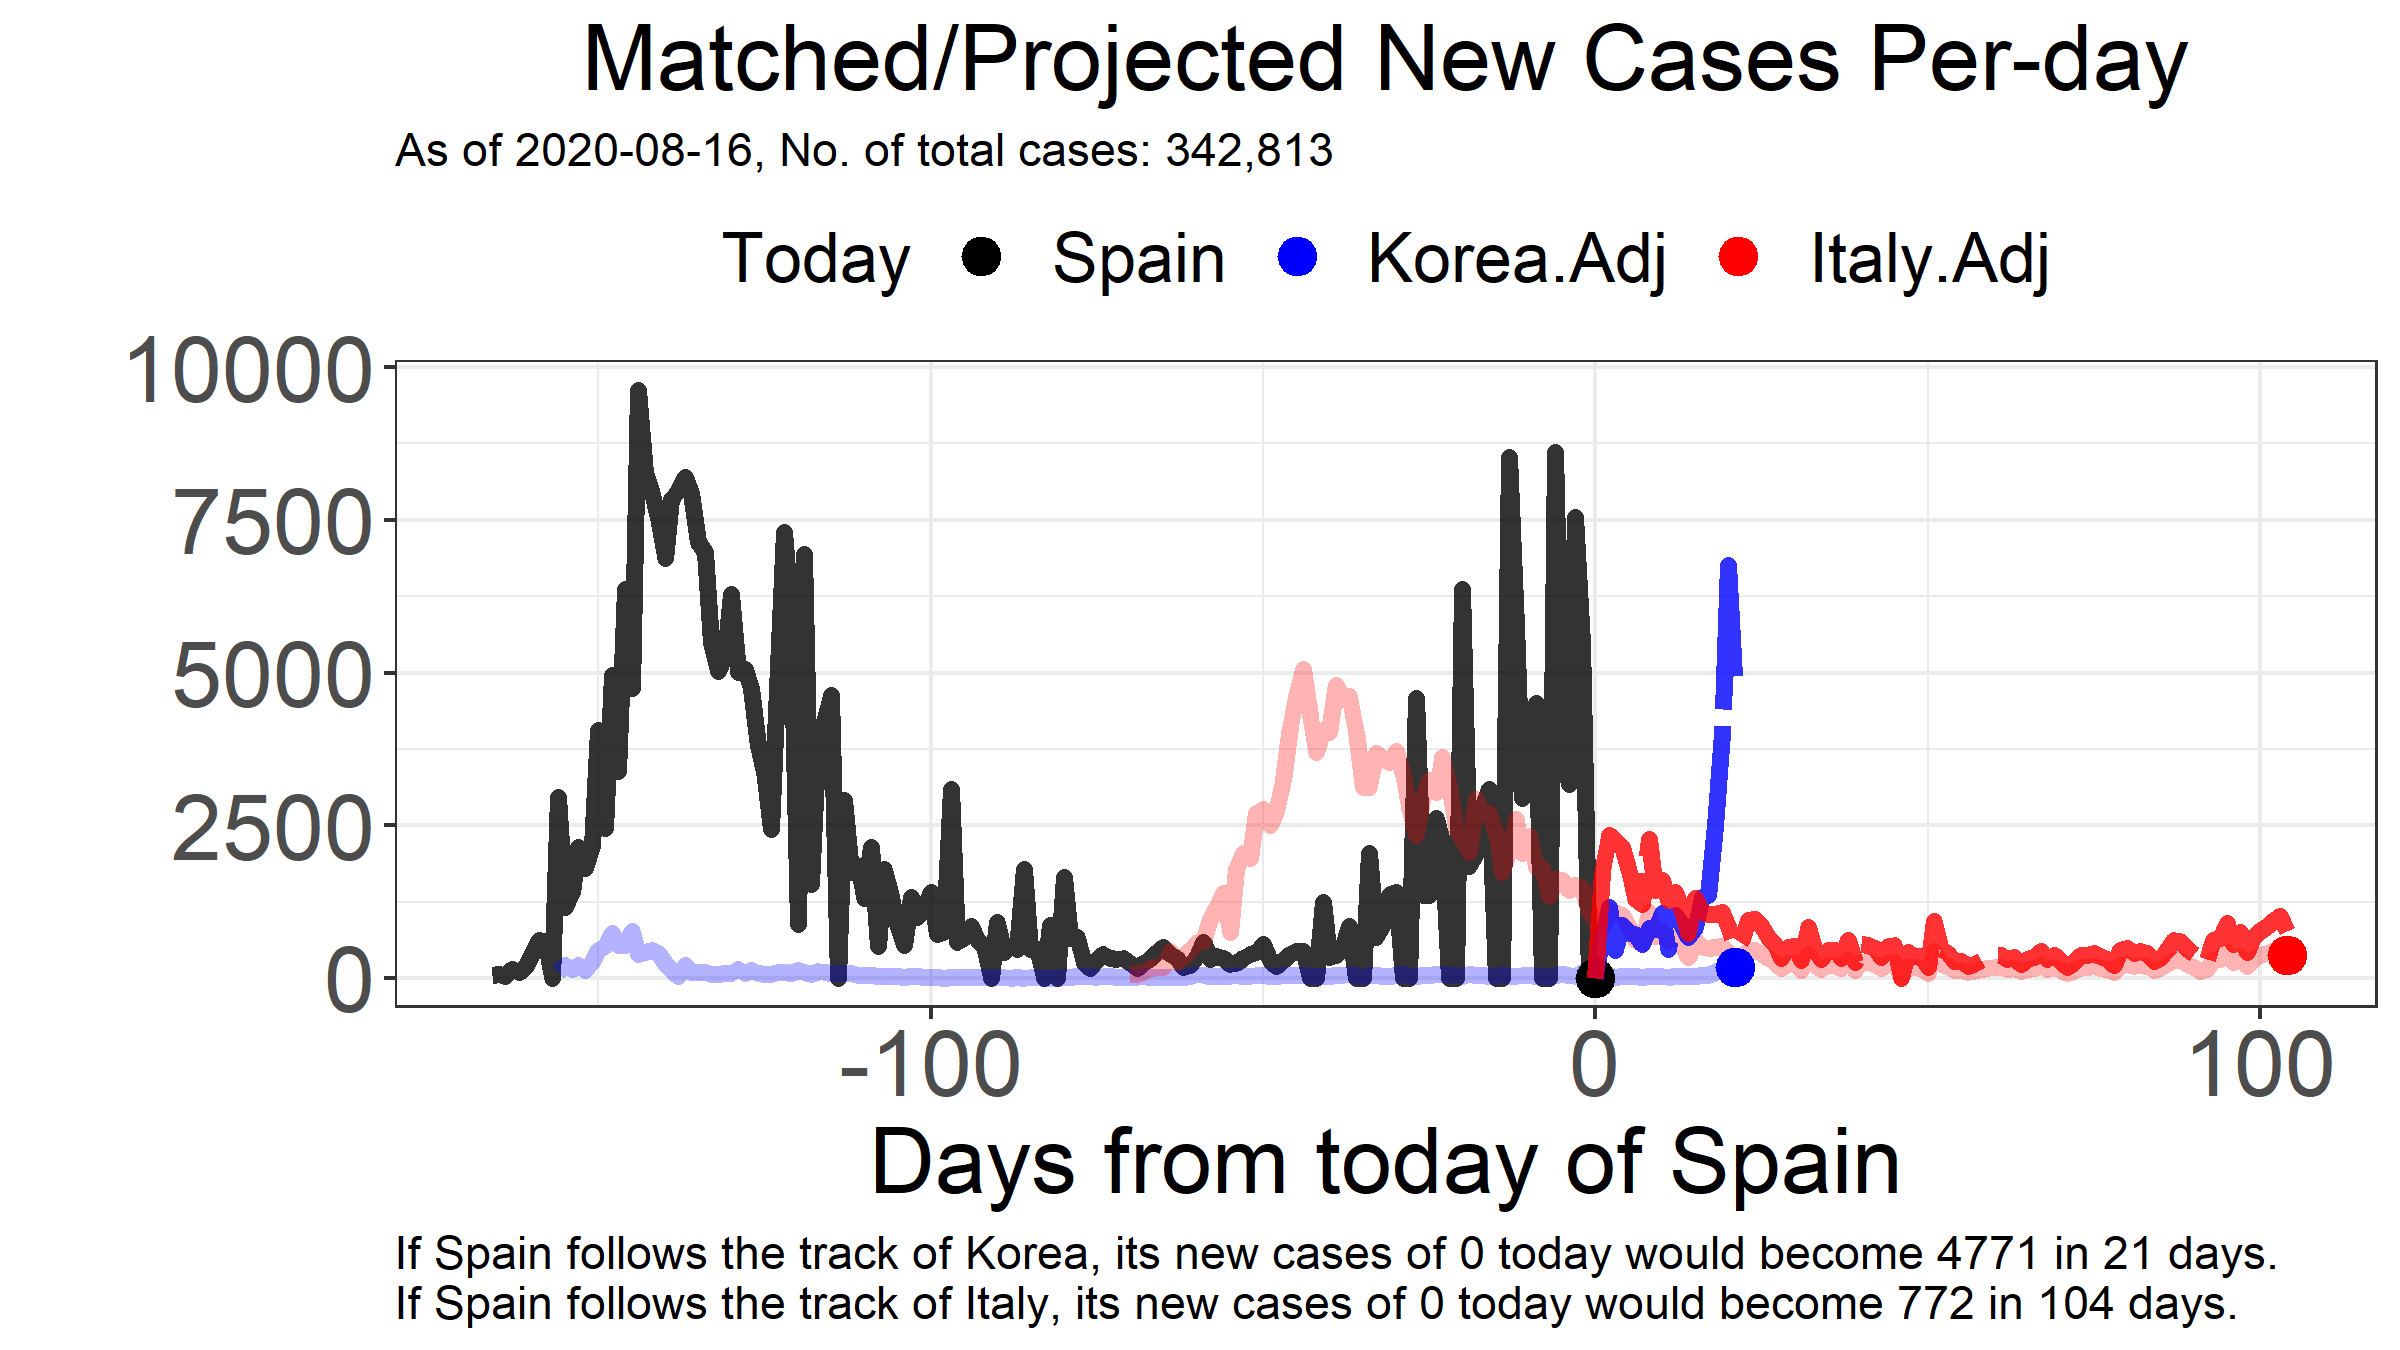 Matched/Projected New Cases Per-day
As of 2020-08-16, No. of total cases: 342,813
Today Spain Korea.Adj Italy.Adj
10000
7500
5000
2500
0
-100 0 100
Days from today of Spain
If Spain follows the track of Korea, its new cases of 0 today would become 4771 in 21 days.
If Spain follows the track of Italy, its new cases of 0 today would become 772 in 104 days.